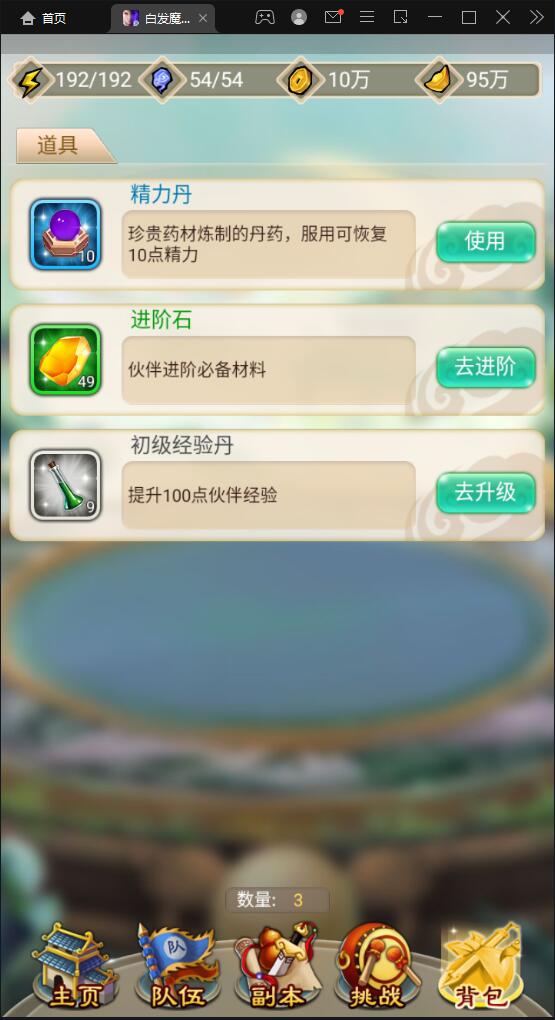 首页
白发魔...
192/192
54/54
10万
95万
道具
精力丹
珍贵药材炼制的丹药，服用可恢复
10点精力
10
使用
进阶石
伙伴进阶必备材料
49
去进阶
初级经验丹
提升100点伙伴经验
9
去升级
数量： 3
队
主页
队伍
副本
挑战
背包